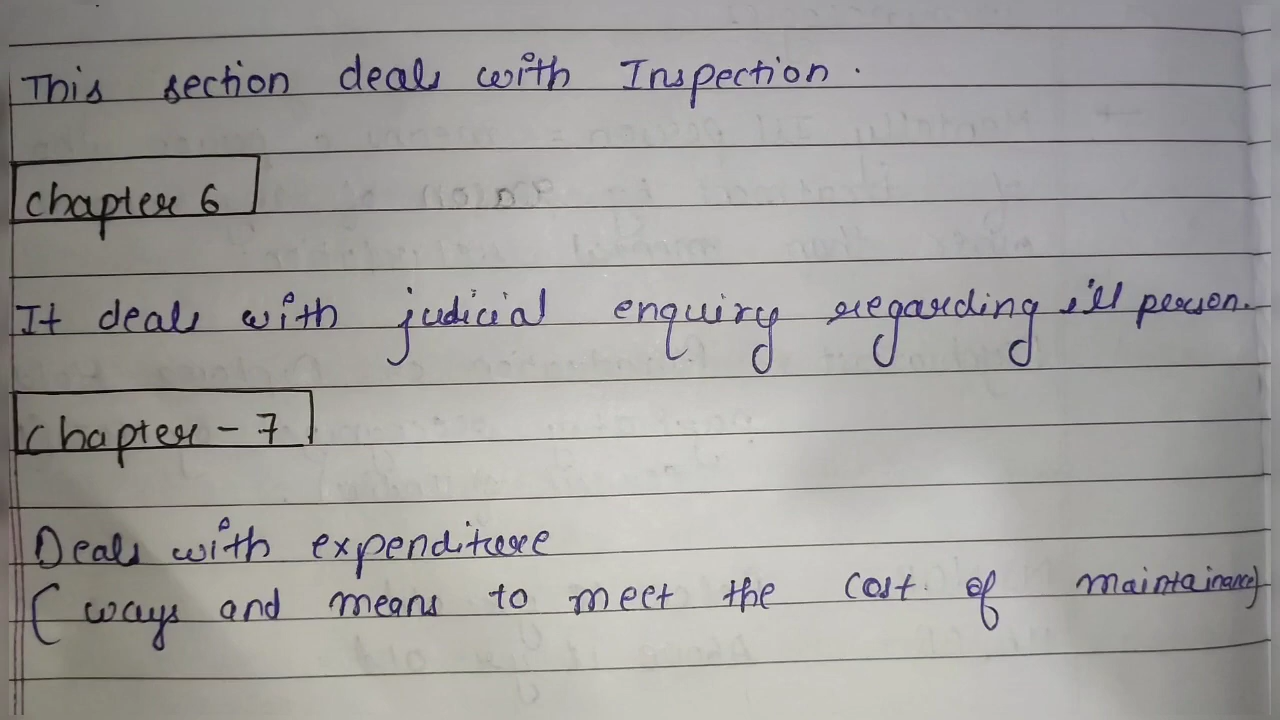 This section deals with Inspection.
Chapter 6
It deals with judicial enquiry regarding ill person.
Chapter - 7
Deals with expenditure
( ways and means to meet the cost of maintainance)